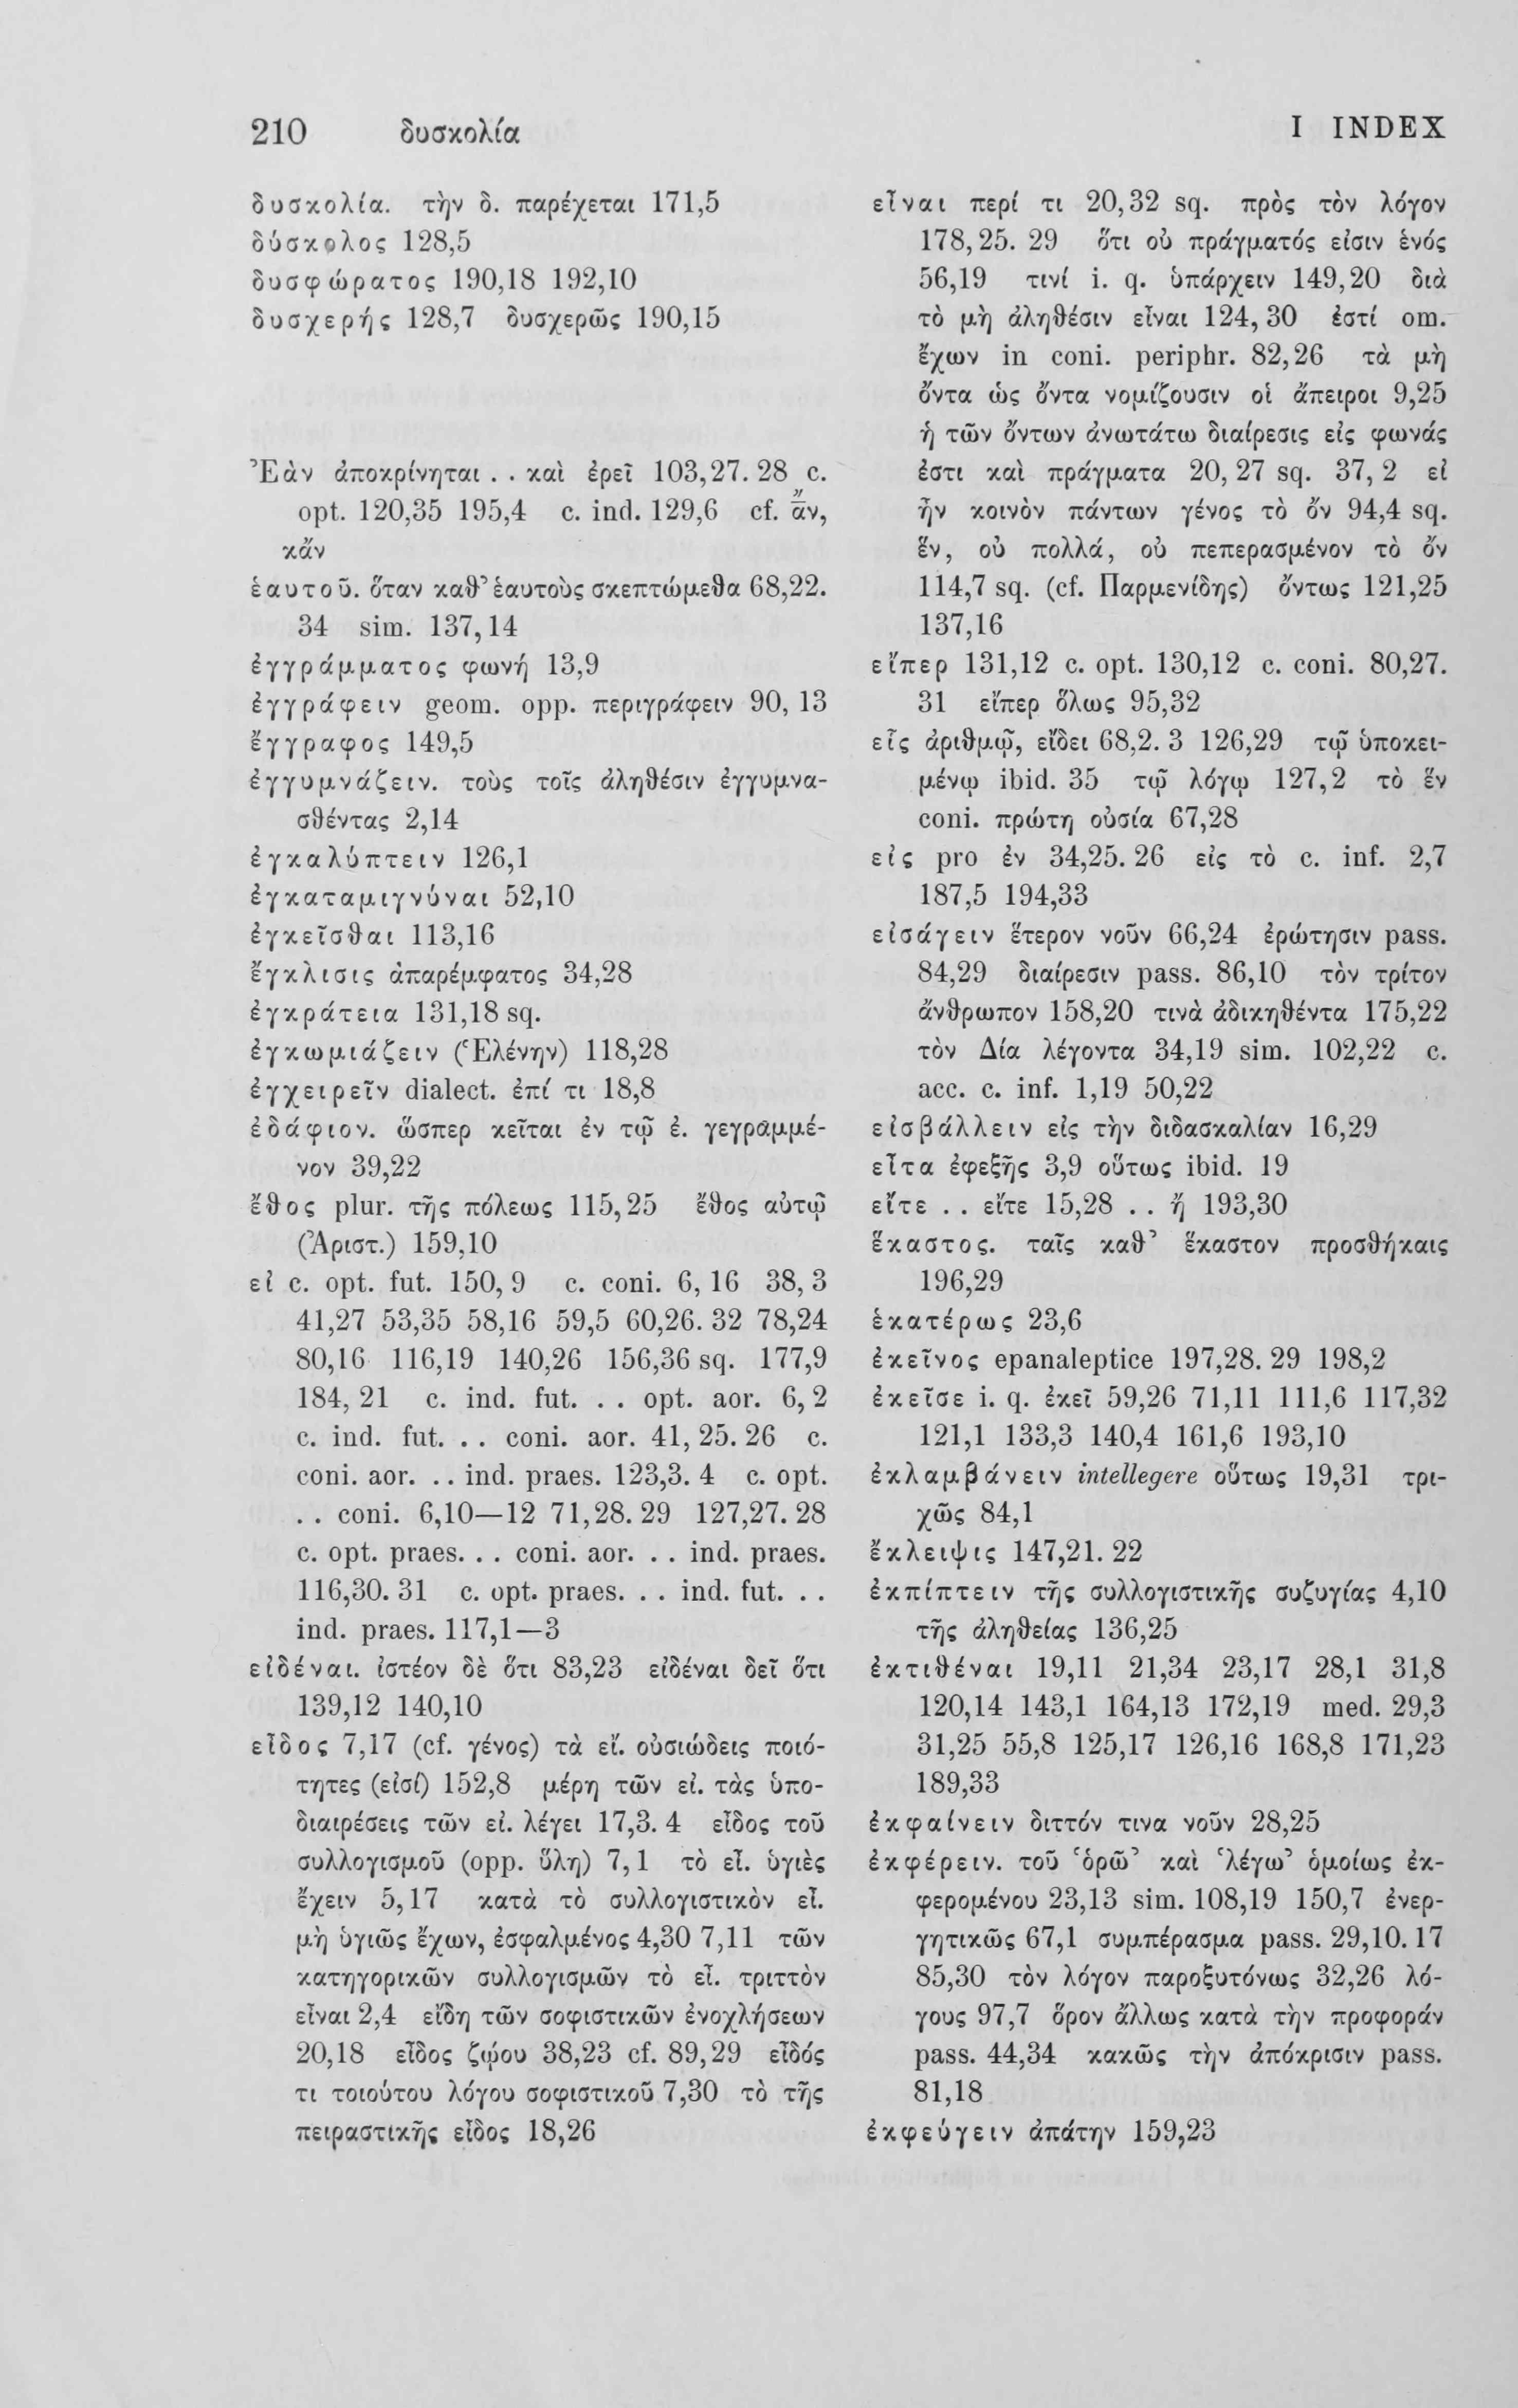 210 δυσκολία I INDEX
δυσκολία. τὴν δ. παρέχεται 171,5
δύσκολος 128,5
δυσφώρατος 190,18 192,10
δυσχερής 128,7 δυσχερῶς 190,15
Ἐὰν ἀποκρίνηται . . καὶ ἐρεῖ 103,27. 28 c.
opt. 120,35 195,4 c. ind. 129,6 cf. ἄν,
κἄν
ἑαυτοῦ. ὅταν καθ’ ἑαυτοὺς σκεπτώμεθα 68,22.
34 sim. 137,14
ἐγγράμματος φωνή 13,9
ἐγγράφειν geom. opp. περιγράφειν 90, 13
ἔγγραφος 149,5
ἐγγυμνάζειν. τοὺς τοῖς ἀληθέσιν ἐγγυμνα-
σθέντας 2,14
ἐγκαλύπτειν 126,1
ἐγκαταμιγνύναι 52,10
ἐγκεῖσθαι 113,16
ἔγκλισις ἀπαρέμφατος 34,28
ἐγκράτεια 131,18 sq.
ἐγκωμιάζειν (Ἑλένην) 118,28
ἐγχειρεῖν dialect. ἐπί τι 18,8
ἐδάφιον. ὥσπερ κεῖται ἐν τῷ ἐ. γεγραμμέ-
νον 39,22
ἔθος plur. τῆς πόλεως 115,25 ἔθος αὐτῷ
(Ἀριστ.) 159,10
εἰ c. opt. fut. 150, 9 c. coni. 6, 16 38, 3
41,27 53,35 58,16 59,5 60,26. 32 78,24
80,16 116,19 140,26 156,36 sq. 177,9
184, 21 c. ind. fut. . . opt. aor. 6, 2
c. ind. fut. . . coni. aor. 41, 25. 26 c.
coni. aor. . . ind. praes. 123,3. 4 c. opt.
. . coni. 6,10—12 71,28. 29 127,27. 28
c. opt. praes. . . coni. aor. . . ind. praes.
116,30. 31 c. opt. praes. . . ind. fut. . .
ind. praes. 117,1—3
εἰδέναι. ἰστέον δὲ ὅτι 83,23 εἰδέναι δεῖ ὅτι
139,12 140,10
εἶδος 7,17 (cf. γένος) τὰ εἴ. οὐσιώδεις ποιό-
τητες (εἰσί) 152,8 μέρη τῶν εἰ. τὰς ὑπο-
διαιρέσεις τῶν εἰ. λέγει 17,3. 4 εἶδος τοῦ
συλλογισμοῦ (opp. ὕλη) 7, 1 τὸ εἶ. ὑγιὲς
ἔχειν 5, 17 κατὰ τὸ συλλογιστικὸν εἶ.
μὴ ὑγιῶς ἔχων, ἐσφαλμένος 4,30 7,11 τῶν
κατηγορικῶν συλλογισμῶν τὸ εἶ. τριττὸν
εἶναι 2,4 εἴδη τῶν σοφιστικῶν ἐνοχλήσεων
20,18 εἶδος ζῴου 38,23 cf. 89,29 εἶδός
τι τοιούτου λόγου σοφιστικοῦ 7,30 τὸ τῆς
πειραστικῆς εἶδος 18,26
εἶναι περί τι 20,32 sq. πρὸς τὸν λόγον
178, 25. 29 ὅτι οὐ πράγματός εἰσιν ἑνός
56,19 τινί i. q. ὑπάρχειν 149,20 διὰ
τὸ μὴ ἀληθέσιν εἶναι 124, 30 ἐστί om.
ἔχων in coni. periphr. 82,26 τὰ μὴ
ὄντα ὡς ὄντα νομίζουσιν οἱ ἄπειροι 9,25
ἡ τῶν ὄντων ἀνωτάτω διαίρεσις εἰς φωνάς
ἐστι καὶ πράγματα 20, 27 sq. 37, 2 εἰ
ἦν κοινὸν πάντων γένος τὸ ὄν 94,4 sq.
ἕν, οὐ πολλά, οὐ πεπερασμένον τὸ ὄν
114,7 sq. (cf. Παρμενίδης) ὄντως 121,25
137,16
εἴπερ 131,12 c. opt. 130,12 c. coni. 80,27.
31 εἴπερ ὅλως 95,32
εἷς ἀριθμῷ, εἴδει 68,2. 3 126,29 τῷ ὑποκει-
μένῳ ibid. 35 τῷ λόγῳ 127,2 τὸ ἕν
coni. πρώτη οὐσία 67,28
εἰς pro ἐν 34,25. 26 εἰς τὸ c. inf. 2,7
187,5 194,33
εἰσάγειν ἕτερον νοῦν 66,24 ἐρώτησιν pass.
84,29 διαίρεσιν pass. 86,10 τὸν τρίτον
ἄνθρωπον 158,20 τινὰ ἀδικηθέντα 175,22
τὸν Δία λέγοντα 34,19 sim. 102,22 c.
acc. c. inf. 1,19 50,22
εἰσβάλλειν εἰς τὴν διδασκαλίαν 16,29
εἶτα ἐφεξῆς 3,9 οὕτως ibid. 19
εἴτε . . εἴτε 15,28 . . ἤ 193,30
ἕκαστος. ταῖς καθ’ ἕκαστον προσθήκαις
196,29
ἑκατέρως 23,6
ἐκεῖνος epanaleptice 197,28. 29 198,2
ἐκεῖσε i. q. ἐκεῖ 59,26 71,11 111,6 117,32
121,1 133,3 140,4 161,6 193,10
ἐκλαμβάνειν intellegere οὕτως 19,31 τρι-
χῶς 84,1
ἔκλειψις 147,21. 22
ἐκπίπτειν τῆς συλλογιστικῆς συζυγίας 4,10
τῆς ἀληθείας 136,25
ἐκτιθέναι 19,11 21,34 23,17 28,1 31,8
120,14 143,1 164,13 172,19 med. 29,3
31,25 55,8 125,17 126,16 168,8 171,23
189,33
ἐκφαίνειν διττόν τινα νοῦν 28,25
ἐκφέρειν. τοῦ ‘ὁρῶ’ καὶ ‘λέγω’ ὁμοίως ἐκ-
φερομένου 23,13 sim. 108,19 150,7 ἐνερ-
γητικῶς 67,1 συμπέρασμα pass. 29,10. 17
85,30 τὸν λόγον παροξυτόνως 32,26 λό-
γους 97,7 ὅρον ἄλλως κατὰ τὴν προφοράν
pass. 44,34 κακῶς τὴν ἀπόκρισιν pass.
81,18
ἐκφεύγειν ἀπάτην 159,23